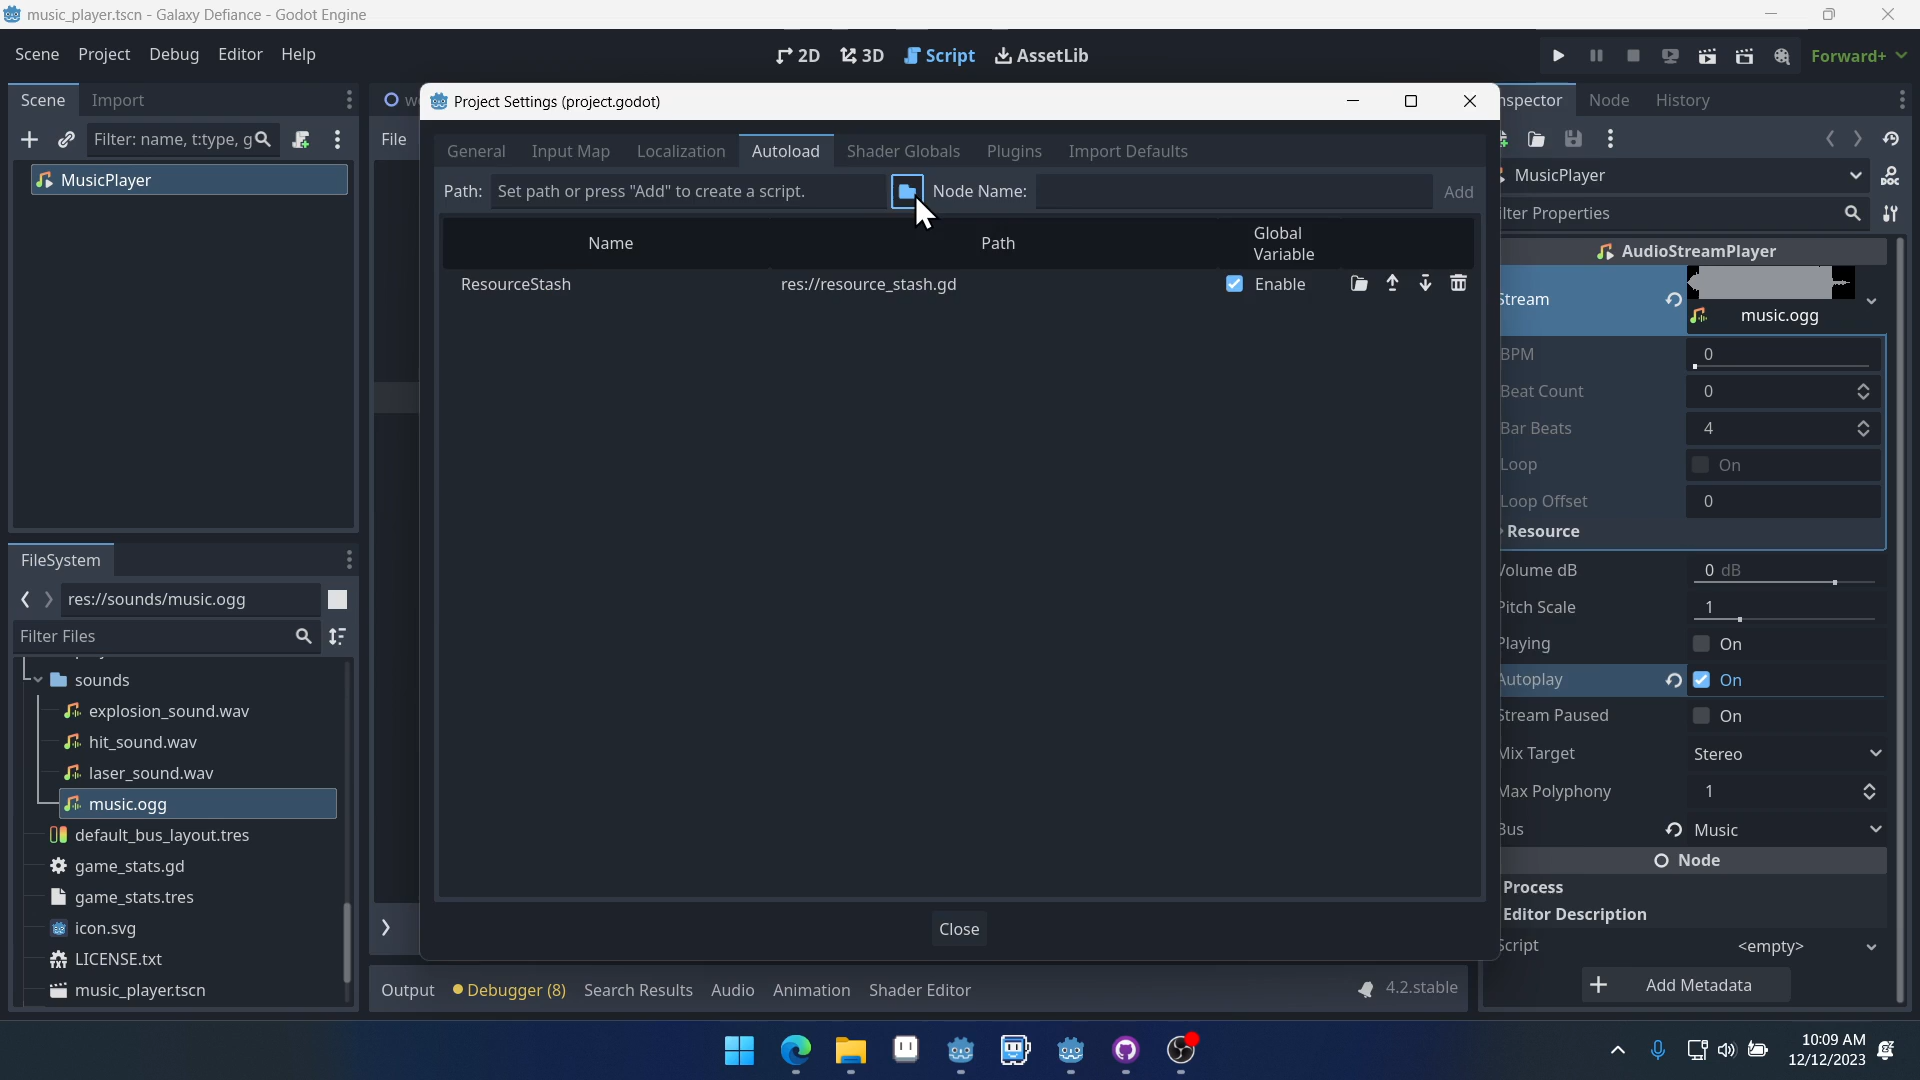 music_player.tscn - Galaxy Defiance - Godot Engine
Scene Project Debug Editor Help
2D 3D Script AssetLib
Forward+
Scene Import
Project Settings (project.godot)
nspector Node History
Filter: name, t:type, g
File
General Input Map Localization Autoload Shader Globals Plugins Import Defaults
MusicPlayer
MusicPlayer
Path: Set path or press "Add" to create a script. Node Name: Add
lter Properties
Name Path Global Variable
AudioStreamPlayer
ResourceStash res://resource_stash.gd Enable
Stream music.ogg
BPM 0
Beat Count 0
Bar Beats 4
Loop On
Loop Offset 0
Resource
Volume dB 0 dB
Pitch Scale 1
Playing On
Autoplay On
Stream Paused On
Mix Target Stereo
Max Polyphony 1
Bus Music
Node
Process
Editor Description
Script <empty>
Add Metadata
FileSystem
res://sounds/music.ogg
Filter Files
sounds
explosion_sound.wav
hit_sound.wav
laser_sound.wav
music.ogg
default_bus_layout.tres
game_stats.gd
game_stats.tres
icon.svg
LICENSE.txt
music_player.tscn
Close
Output Debugger (8) Search Results Audio Animation Shader Editor
4.2.stable
10:09 AM
12/12/2023